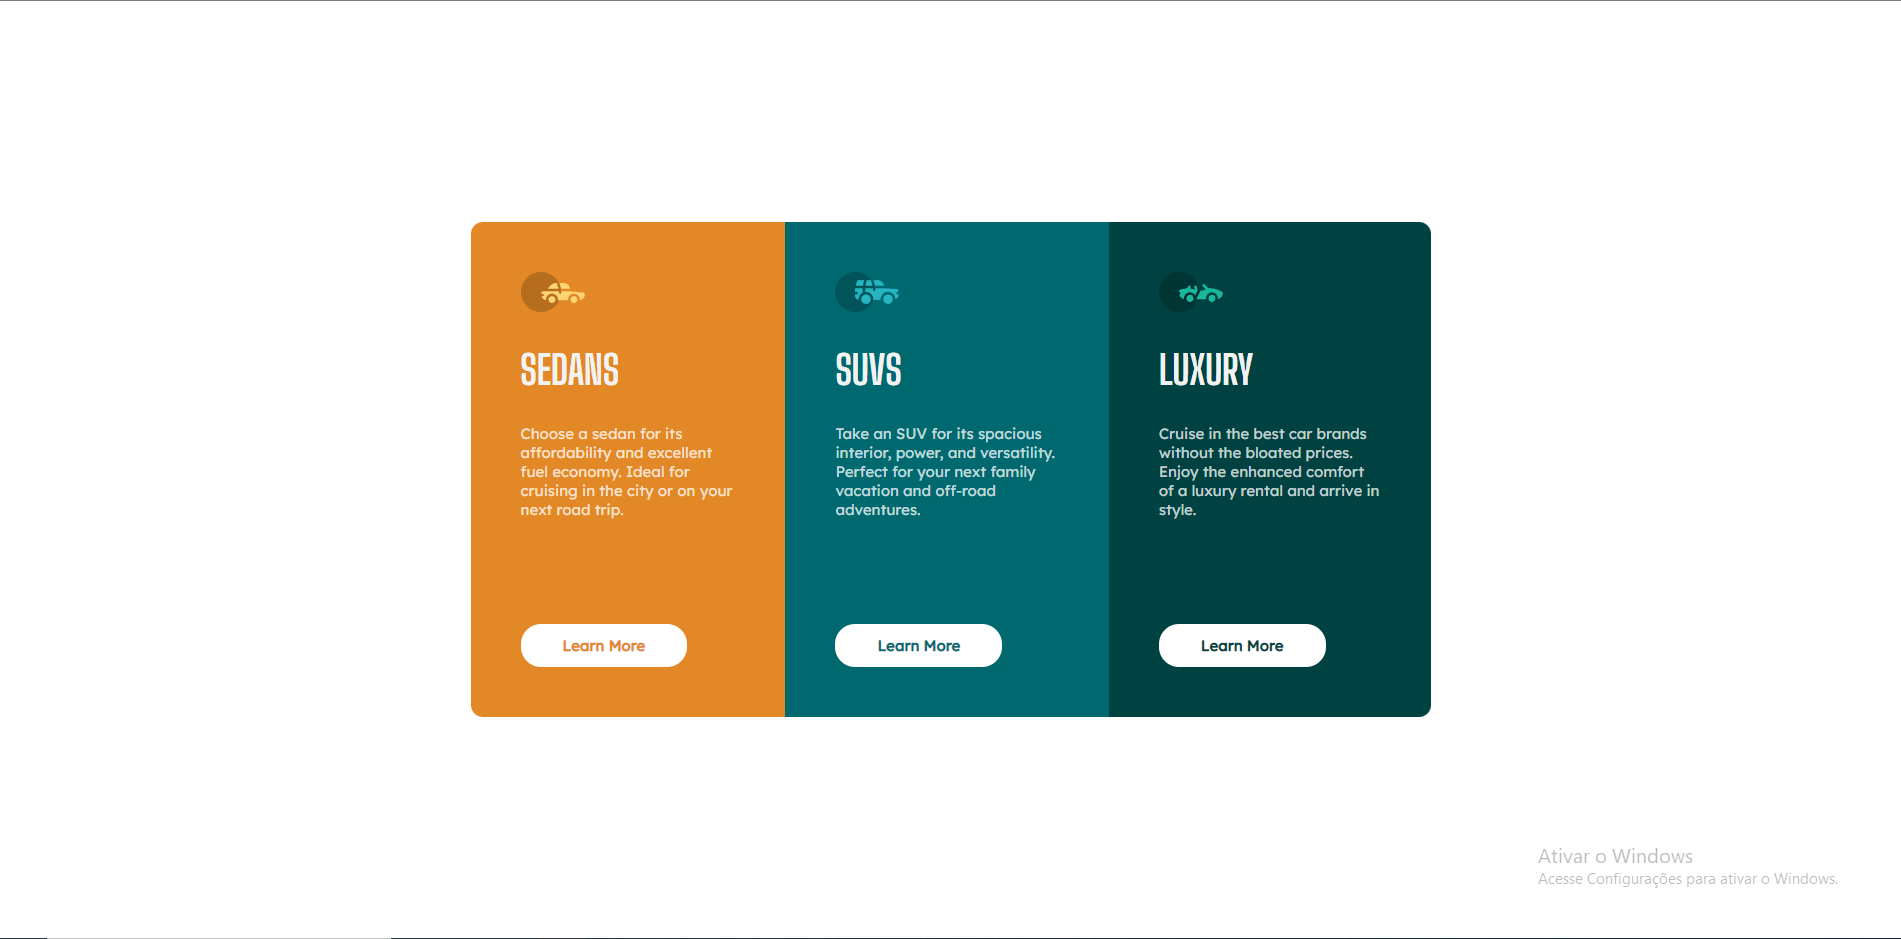 SEDANS
Choose a sedan for its
affordability and excellent
fuel economy. Ideal for
cruising in the city or on your
next road trip.
Learn More
SUVS
Take an SUV for its spacious
interior, power, and versatility.
Perfect for your next family
vacation and off-road
adventures.
Learn More
LUXURY
Cruise in the best car brands
without the bloated prices.
Enjoy the enhanced comfort
of a luxury rental and arrive in
style.
Learn More
Ativar o Windows
Acesse Configurações para ativar o Windows.